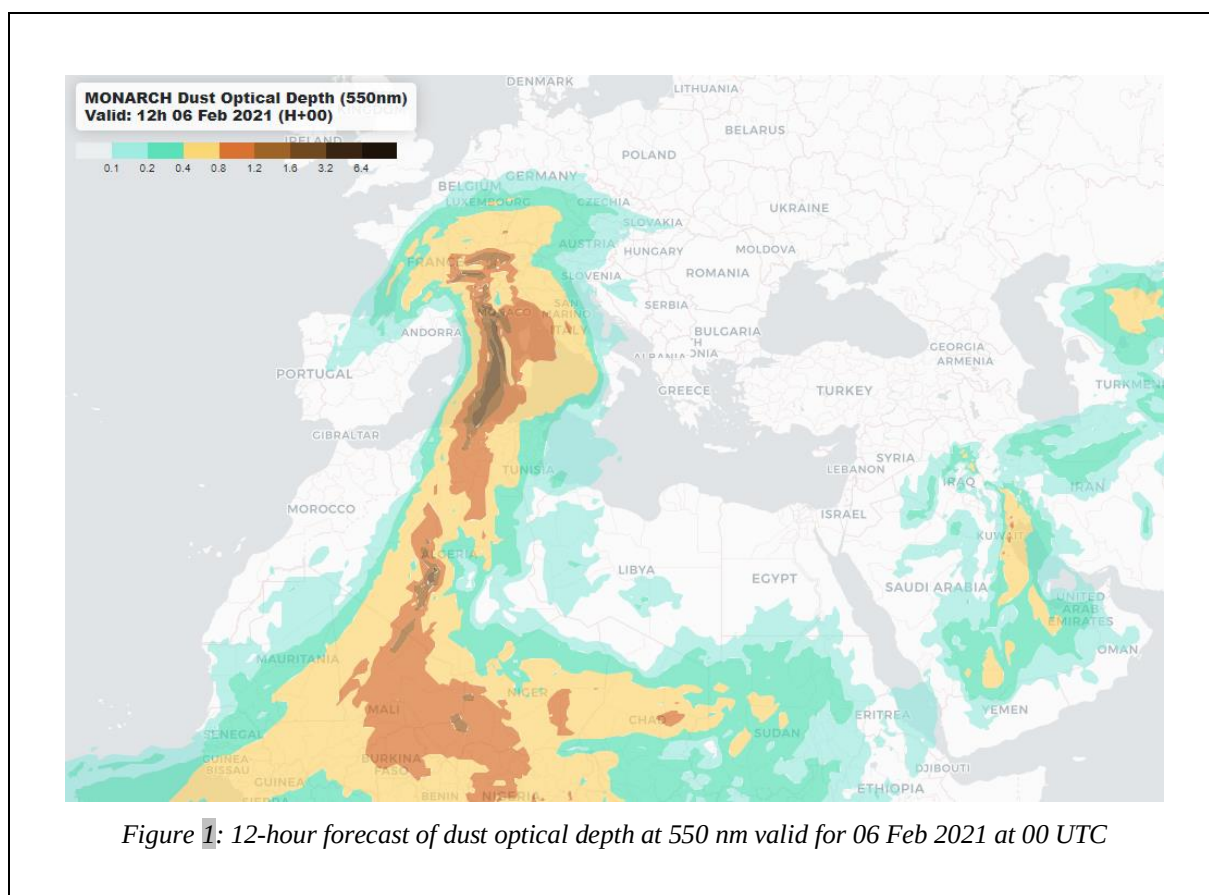 DENMARK
LITHUANIA
MONARCH Dust Optical Depth (550nm)
Valid: 12h 06 Feb 2021 (H+00)
IRELAND
BELARUS
0.1 0.2 0.4 0.8 1.2 1.6 3.2 6.4
POLAND
BELGIUM
GERMANY
LUXEMBOURG
CZECHIA
UKRAINE
SLOVAKIA
AUSTRIA
HUNGARY
MOLDOVA
FRANCE
SLOVENIA
ROMANIA
SAN
MARINO
SERBIA
MONACO
ANDORRA
ITALY
BULGARIA
GEORGIA
ARMENIA
PORTUGAL
GREECE
TURKEY
TURKMEN
GIBRALTAR
SYRIA
LEBANON
TUNISIA
IRAQ
IRAN
MOROCCO
ISRAEL
KUWAIT
ALGERIA
LIBYA
EGYPT
SAUDI ARABIA
UNITED
ARAB
EMIRATES
OMAN
MAURITANIA
MALI
NIGER
CHAD
SUDAN
ERITREA
YEMEN
SENEGAL
GUINEA-
BISSAU
BURKINA
FASO
GUINEA
DJIBOUTI
ETHIOPIA
BENIN
NIGERIA
Figure 1: 12-hour forecast of dust optical depth at 550 nm valid for 06 Feb 2021 at 00 UTC